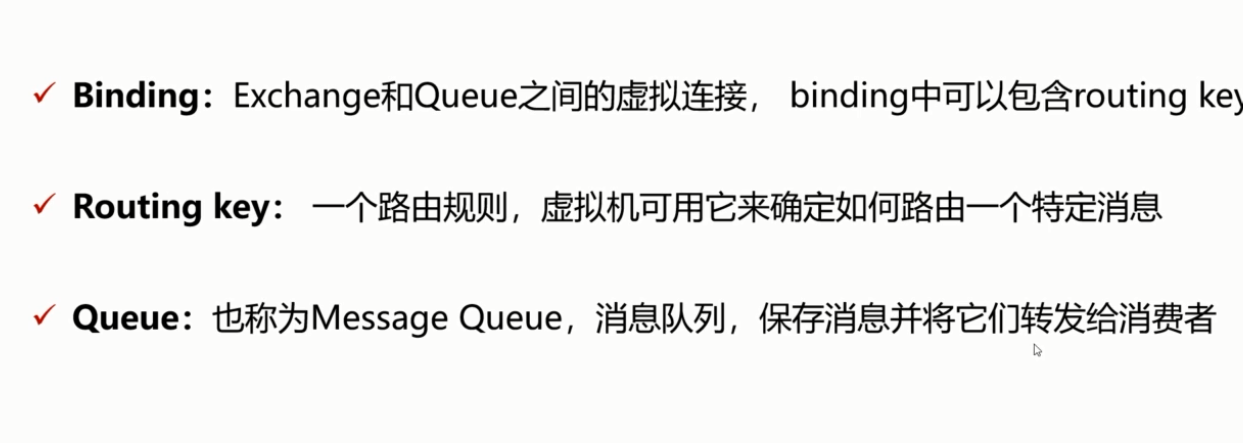 ✓ Binding：Exchange和Queue之间的虚拟连接， binding中可以包含routing key
✓ Routing key： 一个路由规则，虚拟机可用它来确定如何路由一个特定消息
✓ Queue：也称为Message Queue，消息队列，保存消息并将它们转发给消费者